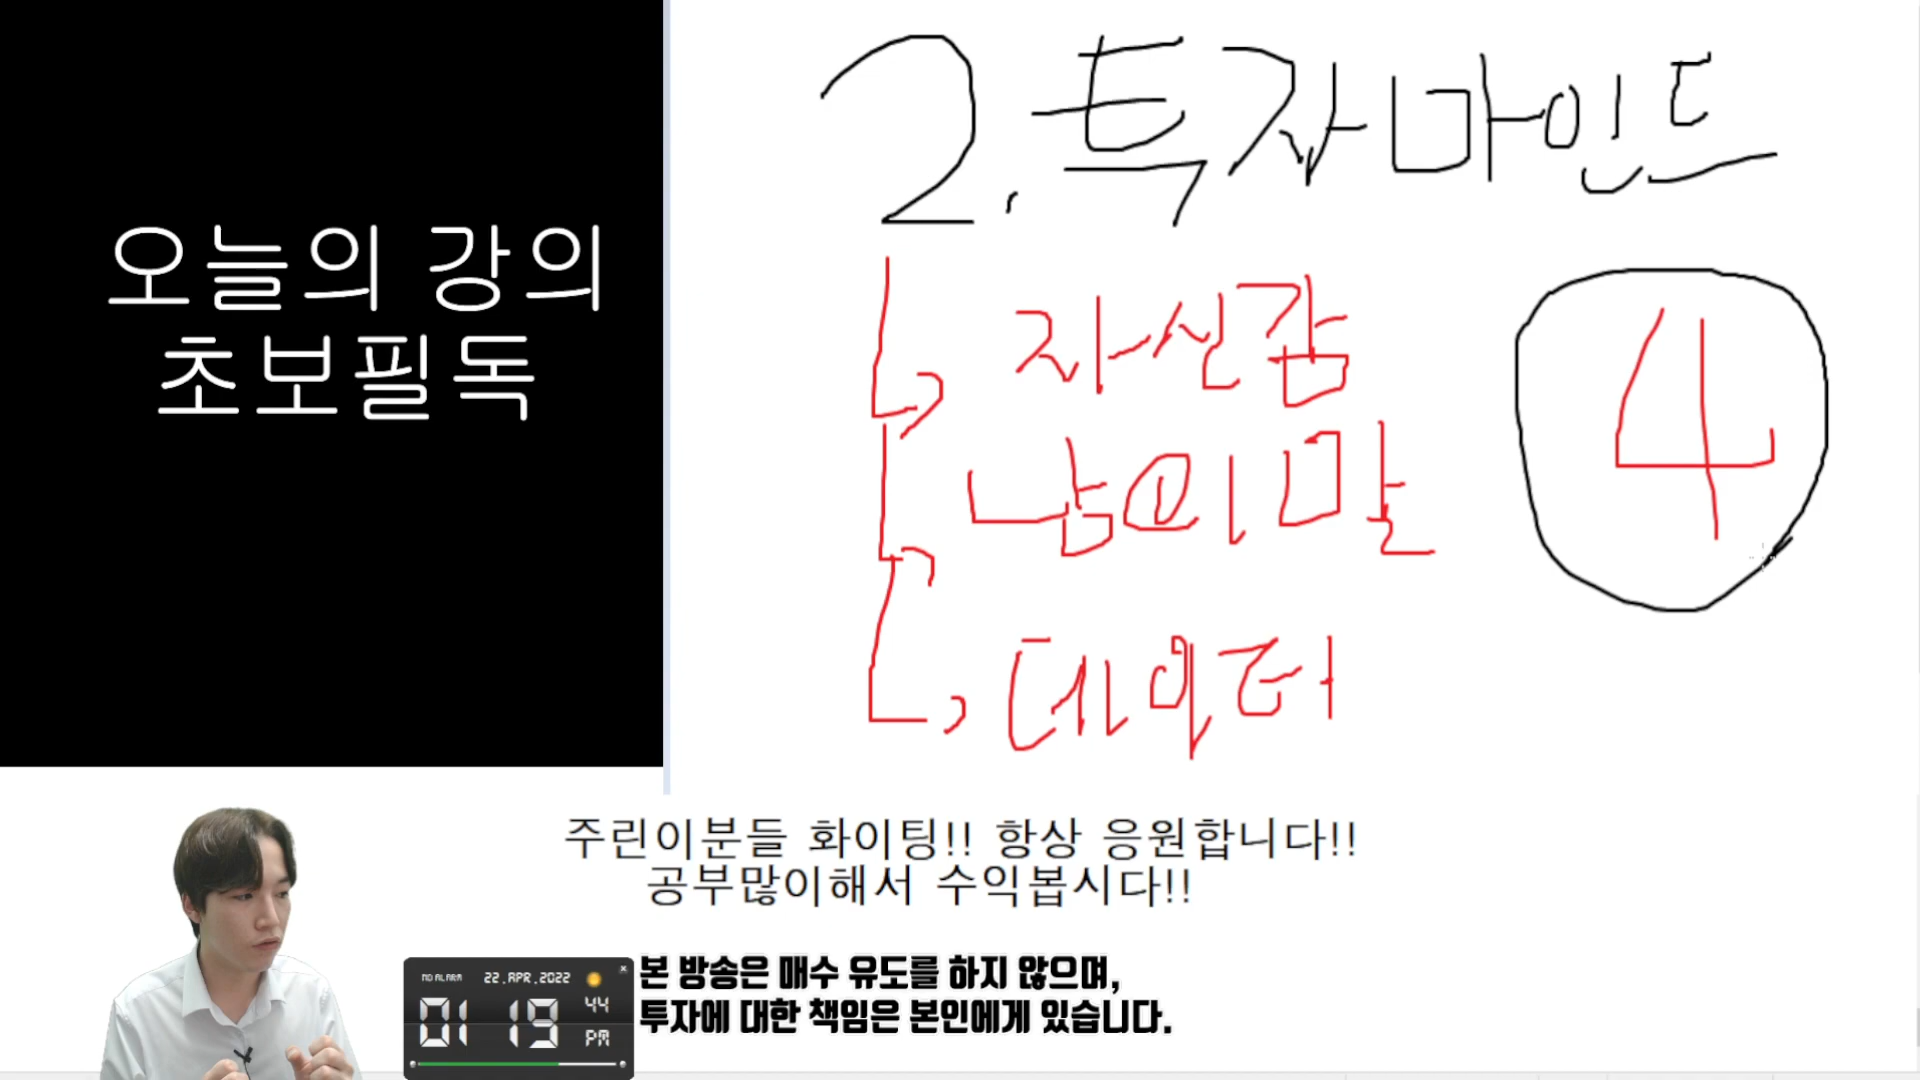 오늘의 강의
초보필독
2. 투자마인드
자신감
남의 말
데이터
4
주린이분들 화이팅!! 항상 응원합니다!!
공부많이해서 수익봅시다!!
NO ALARM 22.APR.2022
01 19 44
PM
본 방송은 매수 유도를 하지 않으며,
투자에 대한 책임은 본인에게 있습니다.